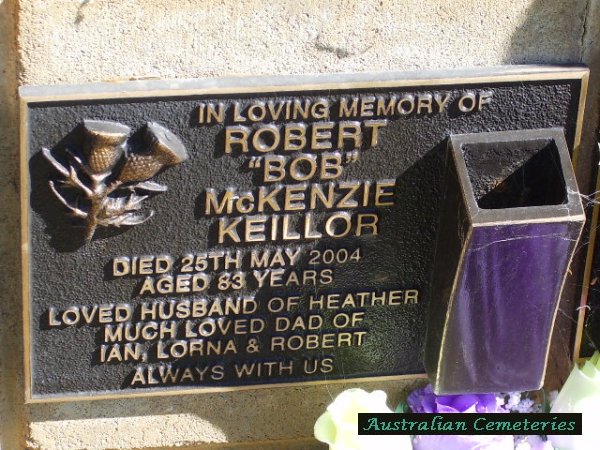 IN LOVING MEMORY OF
ROBERT
"BOB"
McKENZIE
KEILLOR
DIED 25TH MAY 2004
AGED 83 YEARS
LOVED HUSBAND OF HEATHER
MUCH LOVED DAD OF
IAN, LORNA & ROBERT
ALWAYS WITH US
Australian Cemeteries